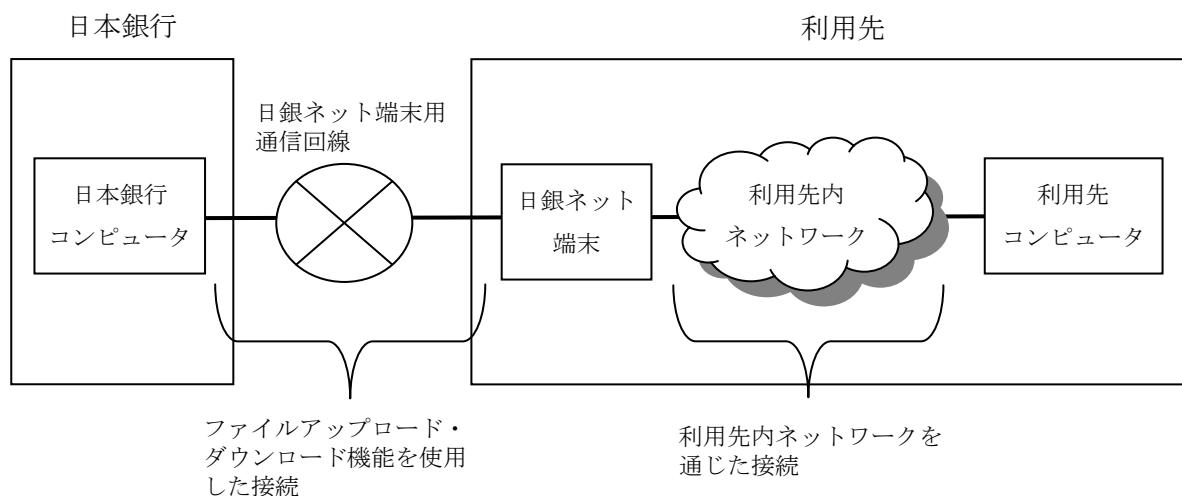 日本銀行
利用先
日銀ネット端末用
通信回線
日本銀行
コンピュータ
日銀ネット
端末
利用先内
ネットワーク
利用先
コンピュータ
ファイルアップロード・
ダウンロード機能を使用
した接続
利用先内ネットワークを
通じた接続